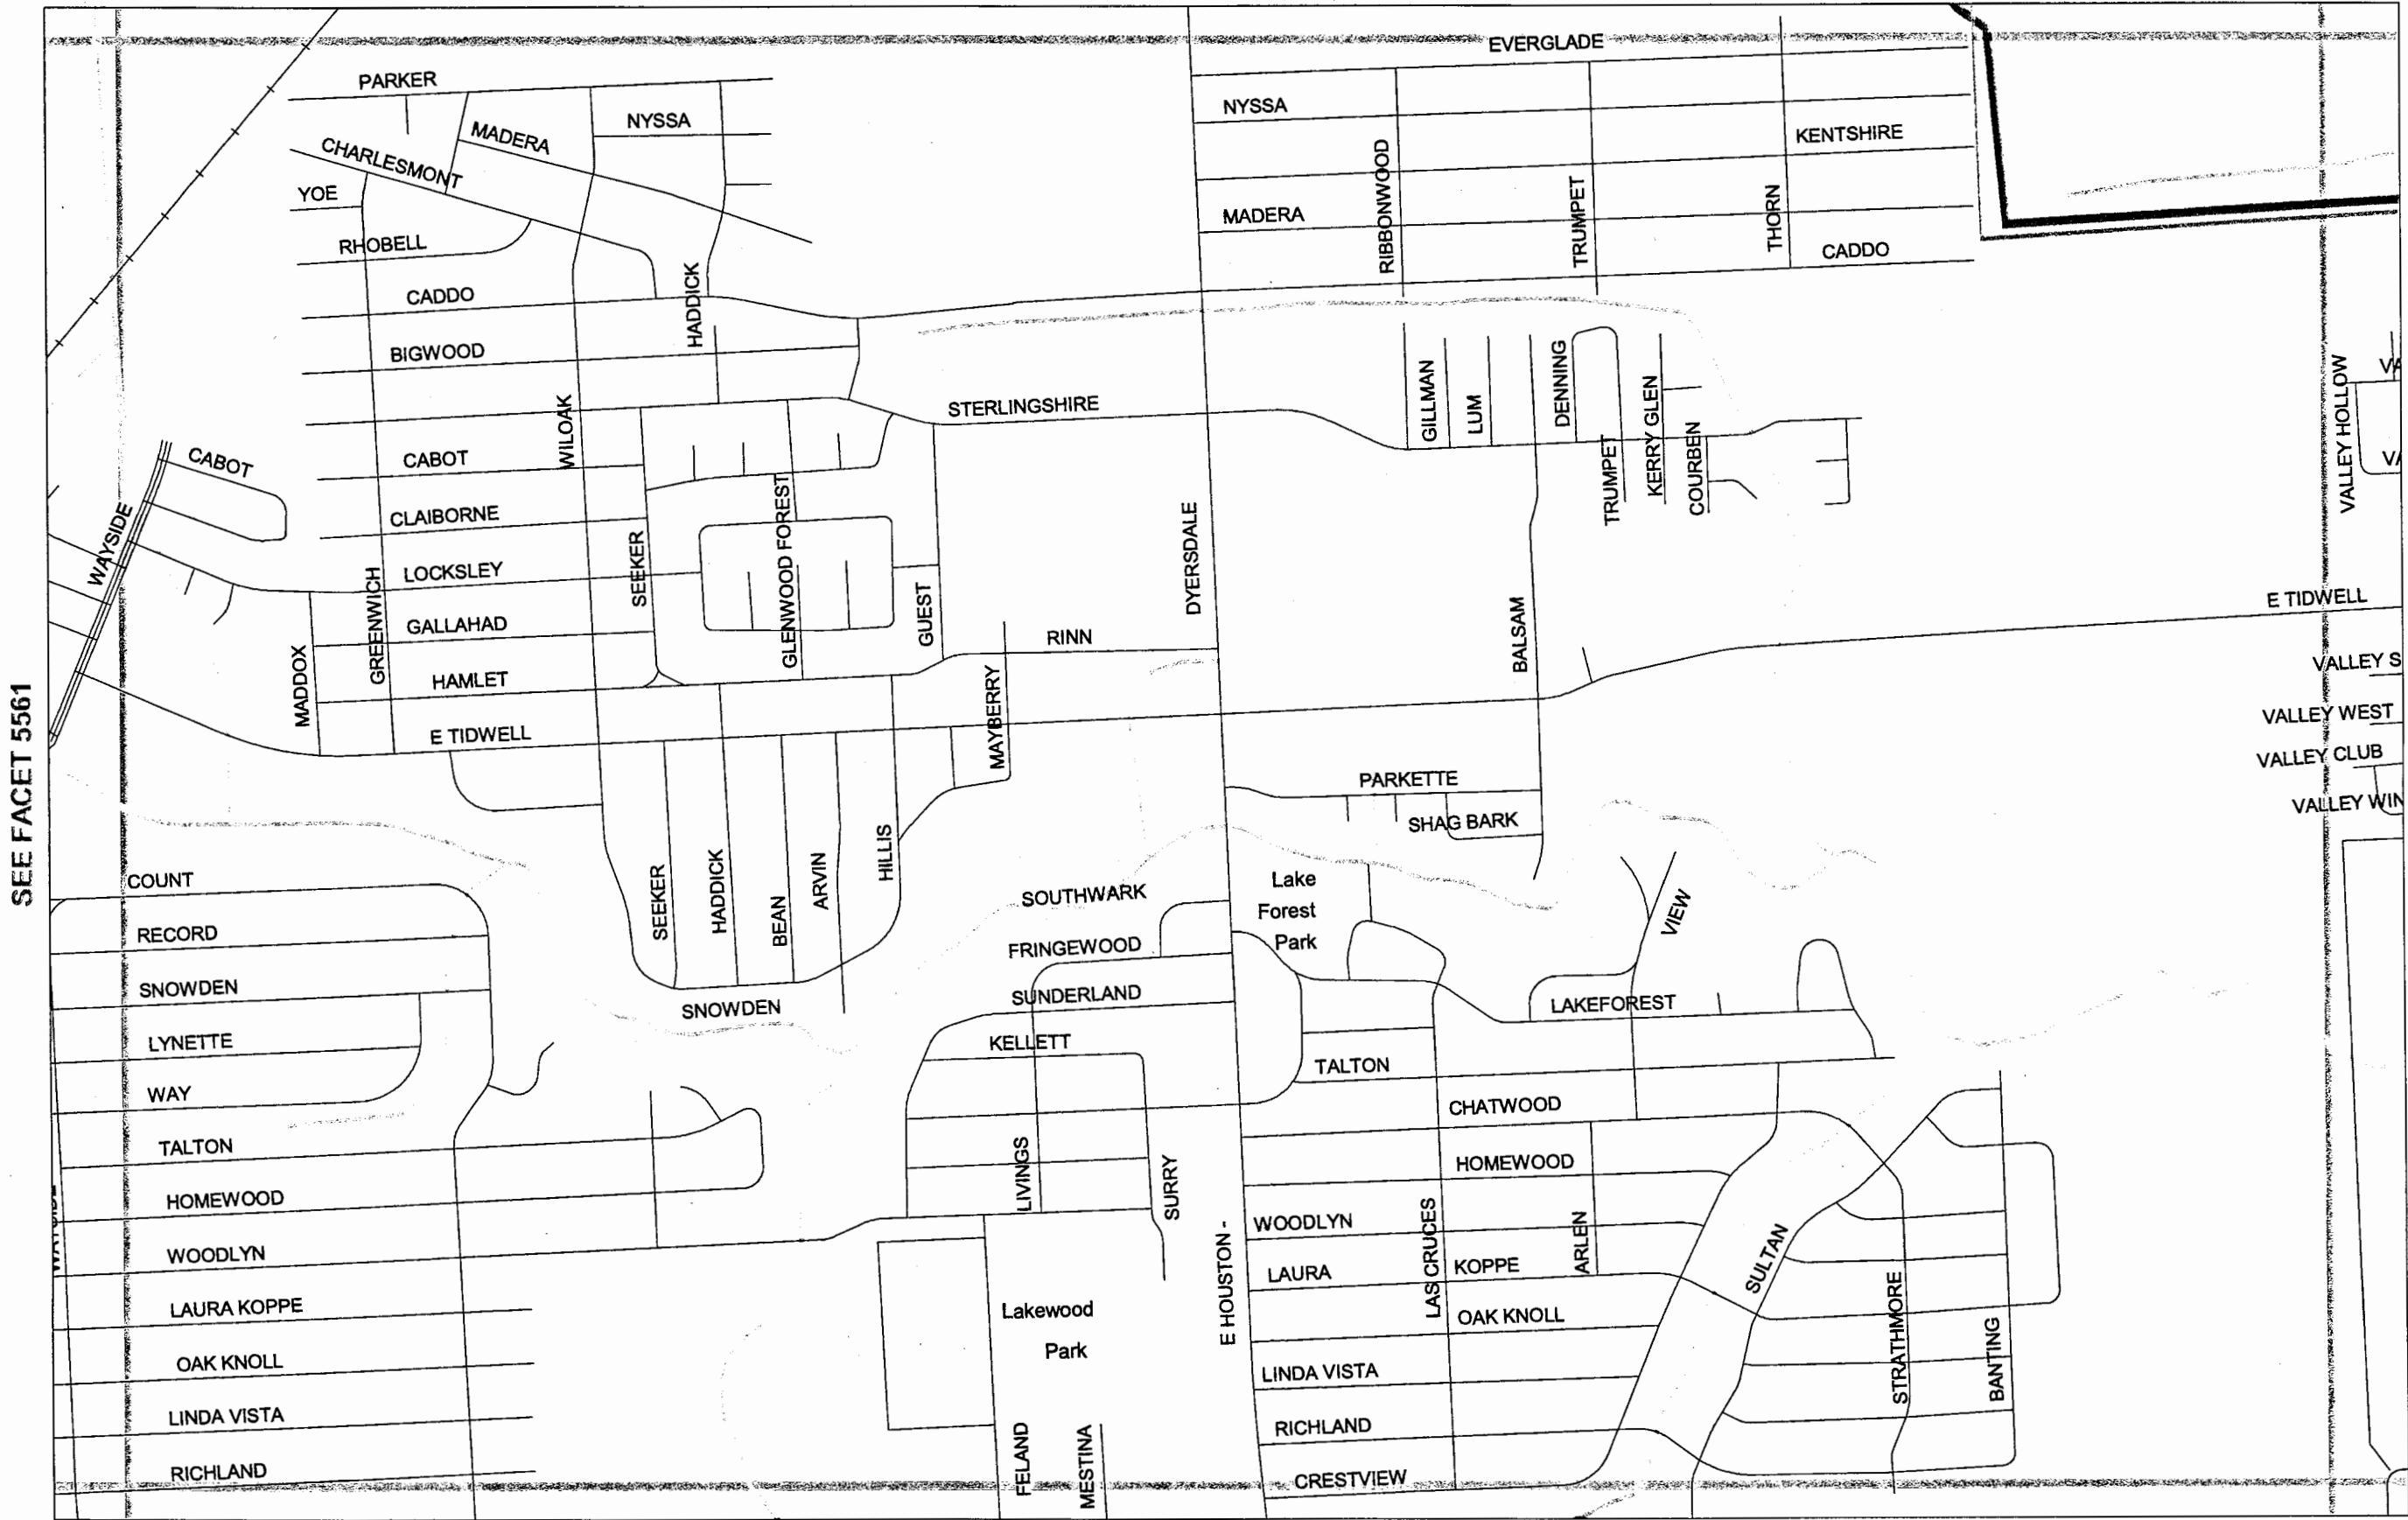 EVERGLADE
PARKER
NYSSA
NYSSA
MADERA
KENTSHIRE
CHARLESMONT
RIBBONWOOD
YOE
TRUMPET
THORN
MADERA
RHOBELL
CADDO
CADDO
HADDICK
BIGWOOD
STERLINGSHIRE
WILOAK
GILLMAN
LUM
DENNING
KERRY GLEN
TRUMPET
COURBEN
VALLEY HOLLOW
VA
VA
CABOT
CABOT
WAYSIDE
CLAIBORNE
GLENWOOD FOREST
DYERSDALE
LOCKSLEY
SEEKER
GREENWICH
GUEST
GALLAHAD
RINN
BALSAM
E TIDWELL
MADDOX
HAMLET
MAYBERRY
VALLEY S
VALLEY WEST
E TIDWELL
VALLEY CLUB
SEE FACET 5561
PARKETTE
VALLEY WIN
SHAG BARK
HILLIS
ARVIN
COUNT
SEEKER
HADDICK
BEAN
SOUTHWARK
Lake
Forest
Park
VIEW
RECORD
FRINGEWOOD
SNOWDEN
SUNDERLAND
SNOWDEN
LAKEFOREST
LYNETTE
KELLETT
TALTON
WAY
CHATWOOD
TALTON
LIVINGS
SURRY
HOMEWOOD
HOMEWOOD
WOODLYN
LAS CRUCES
ARLEN
WOODLYN
E HOUSTON -
LAURA
KOPPE
SULTAN
LAURA KOPPE
Lakewood
Park
OAK KNOLL
STRATHMORE
BANTING
OAK KNOLL
LINDA VISTA
LINDA VISTA
RICHLAND
FELAND
MESTINA
RICHLAND
CRESTVIEW